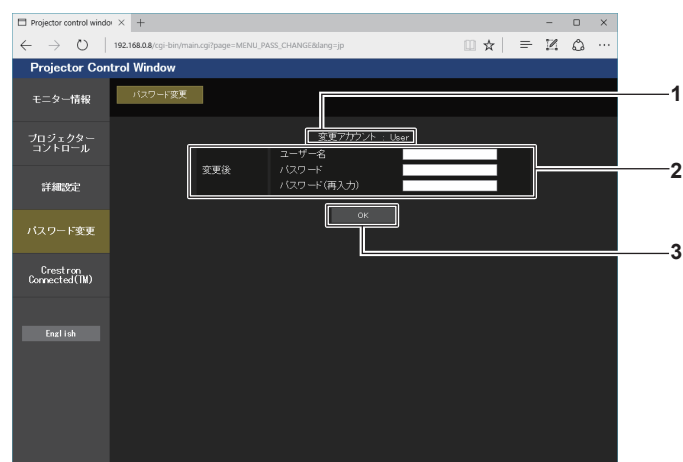 Projector control window
192.168.0.8/cgi-bin/main.cgi?page=MENU_PASS_CHANGE&lang=jp
Projector Control Window
モニター情報
パスワード変更
1
プロジェクター
コントロール
変更アカウント : User
ユーザー名
変更後
パスワード
2
パスワード(再入力)
詳細設定
OK
パスワード変更
3
Crestron
Connected(TM)
English